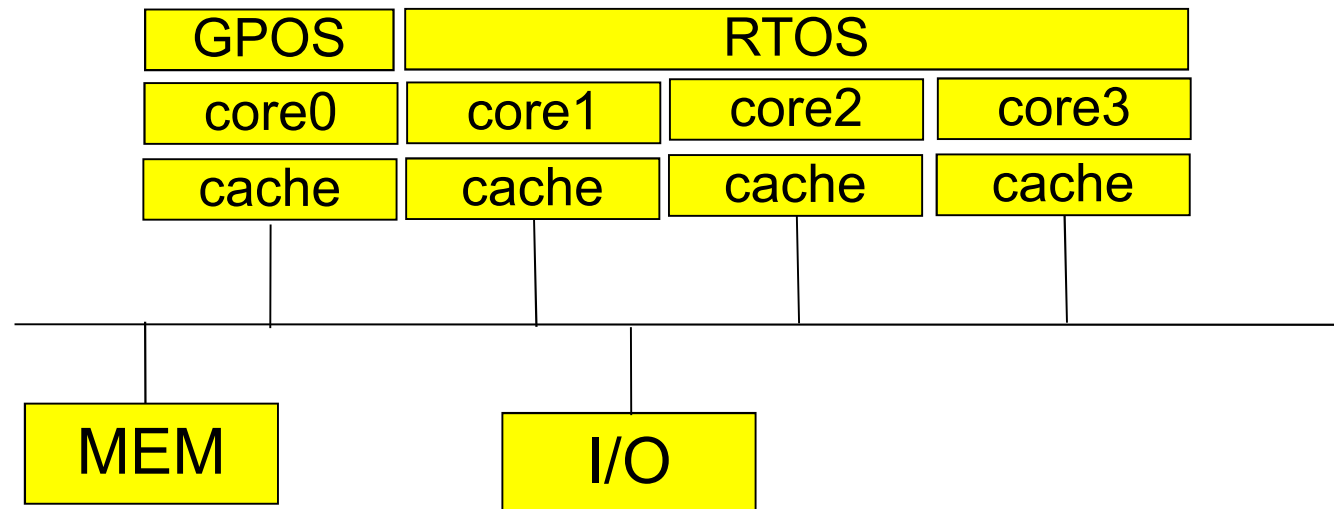 GPOS RTOS
core0 core1 core2 core3
cache cache cache cache
MEM I/O